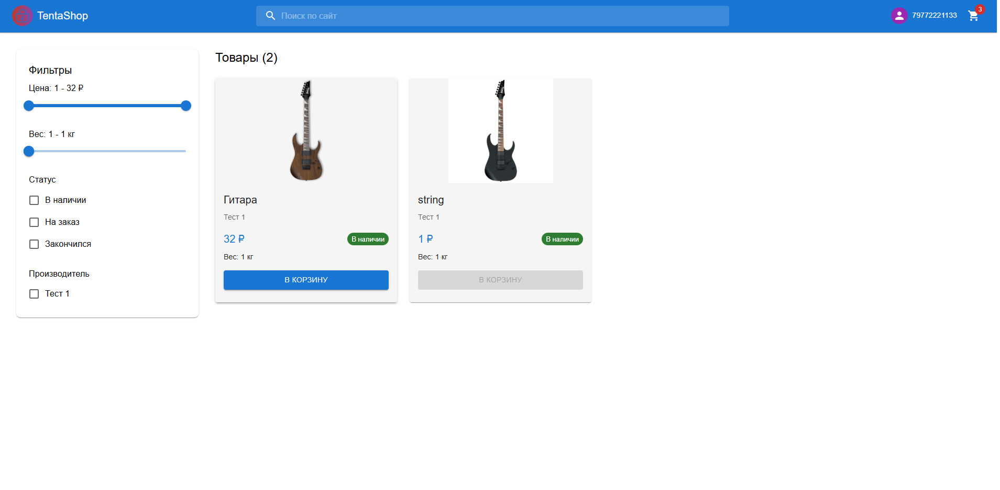 TentaShop
Поиск по сайт
79772221133
3
Фильтры
Цена: 1 - 32 ₽
Вес: 1 - 1 кг
Статус
В наличии
На заказ
Закончился
Производитель
Тест 1
Товары (2)
Гитара
Тест 1
32 ₽
В наличии
Вес: 1 кг
В КОРЗИНУ
string
Тест 1
1 ₽
В наличии
Вес: 1 кг
В КОРЗИНУ